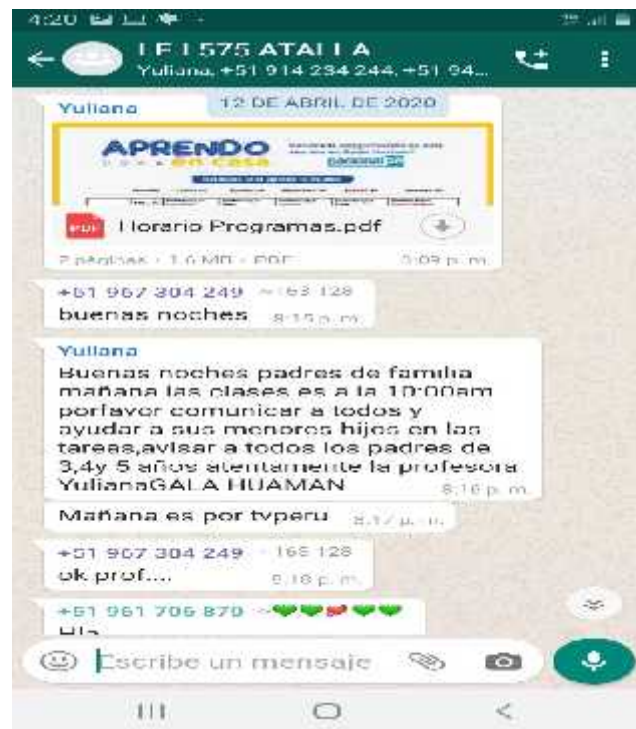 4:20
I E I 575 ATALLA
Yuliana, +51 914 234 244, +51 94...
12 DE ABRIL DE 2020
Yuliana
APRENDO
en casa
PDF
Horario Programas.pdf
2 páginas · 1.6 MB · PDF
3:09 p. m.
+51 967 304 249
buenas noches
8:15 p. m.
Yuliana
Buenas noches padres de familia
mañana las clases es a la 10:00am
porfavor comunicar a todos y
ayudar a sus menores hijos en las
tareas,avisar a todos los padres de
3,4y 5 años atentamente la profesora
YulianaGALA HUAMAN
8:16 p. m.
Mañana es por tvperu
8:17 p. m.
+51 967 304 249
ok prof....
8:18 p. m.
+51 961 706 870
Escribe un mensaje